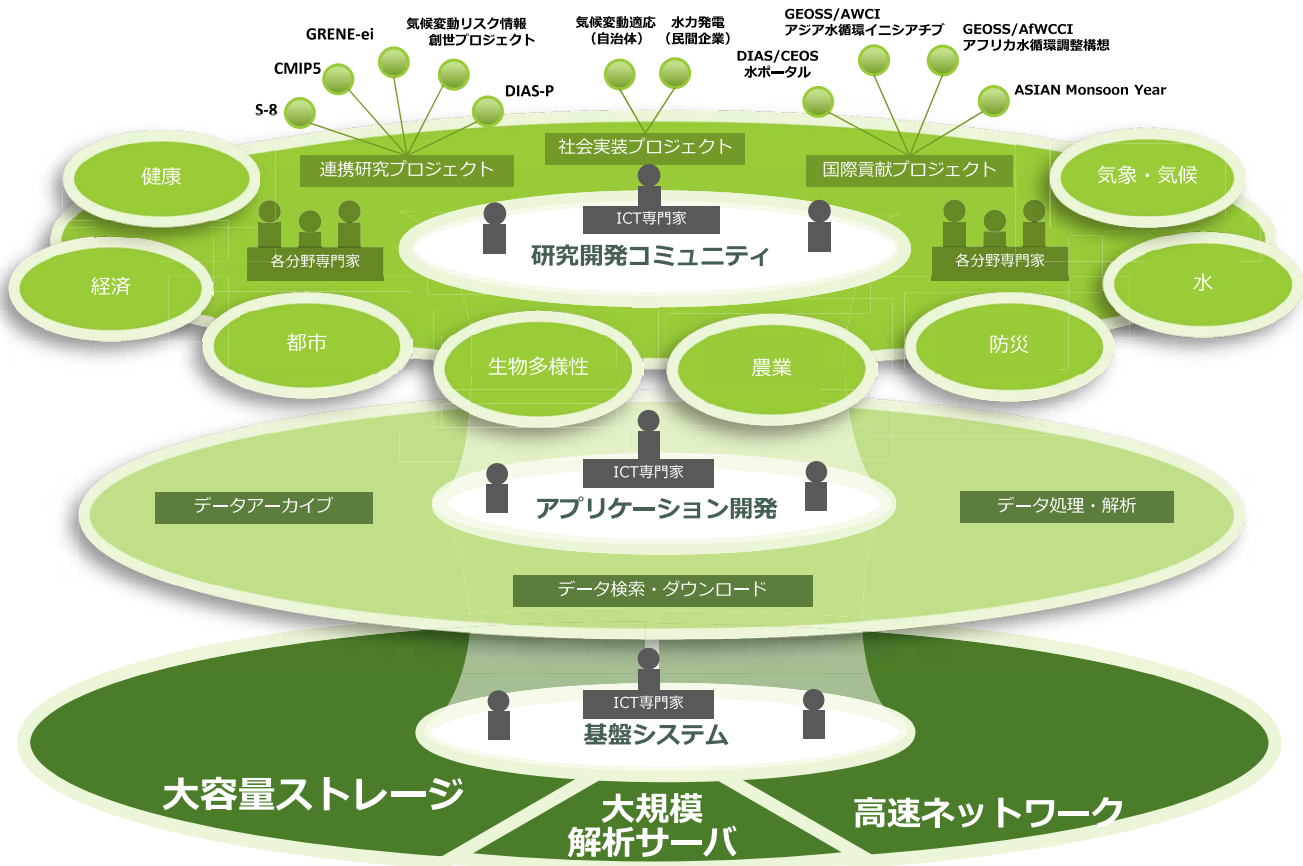 GRENE-ei
CMIP5
S-8
気候変動リスク情報
創世プロジェクト
DIAS-P
気候変動適応
（自治体）
水力発電
（民間企業）
DIAS/CEOS
水ポータル
GEOSS/AWCI
アジア水循環イニシアチブ
GEOSS/AfWCCI
アフリカ水循環調整構想
ASIAN Monsoon Year
連携研究プロジェクト
社会実装プロジェクト
国際貢献プロジェクト
健康
気象・気候
ICT専門家
研究開発コミュニティ
各分野専門家
各分野専門家
経済
水
都市
生物多様性
農業
防災
ICT専門家
アプリケーション開発
データアーカイブ
データ処理・解析
データ検索・ダウンロード
ICT専門家
基盤システム
大容量ストレージ
大規模
解析サーバ
高速ネットワーク